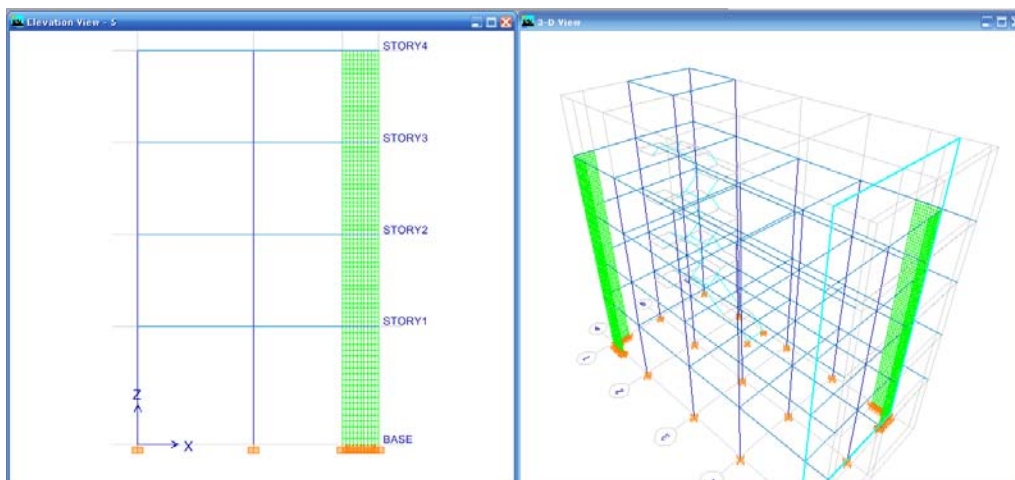 Elevation View - 5
STORY4
STORY3
STORY2
STORY1
BASE
Z
X
3-D View